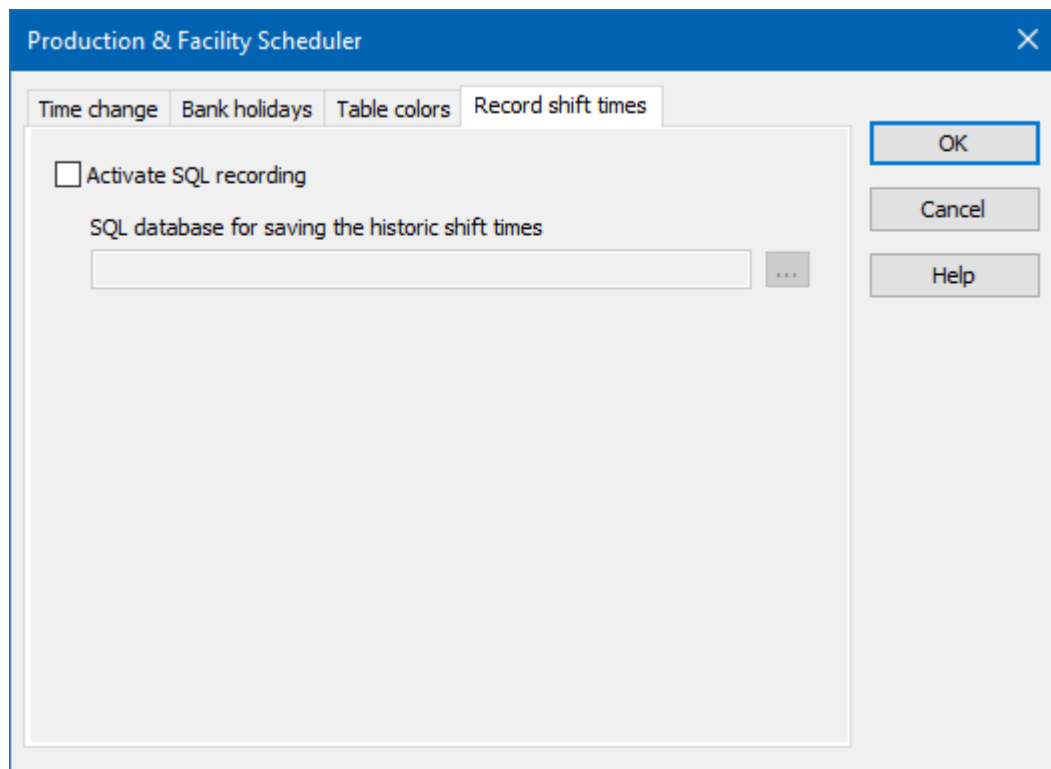 Production & Facility Scheduler
Time change Bank holidays Table colors Record shift times
OK
Activate SQL recording
Cancel
SQL database for saving the historic shift times
...
Help